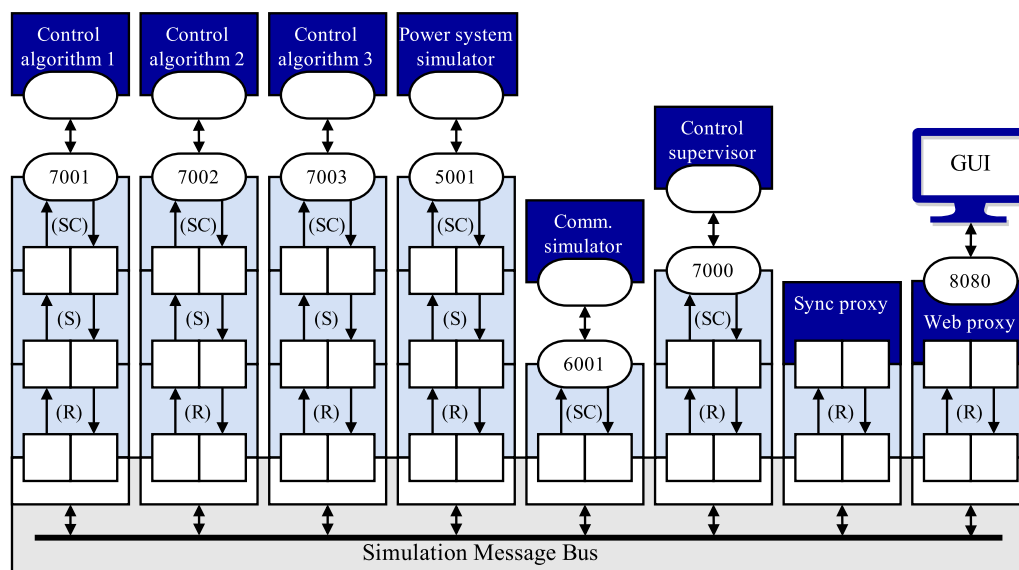 Control
algorithm 1
Control
algorithm 2
Control
algorithm 3
Power system
simulator
Control
supervisor
GUI
7001
7002
7003
5001
(SC)
(SC)
(SC)
(SC)
Comm.
simulator
7000
8080
Sync proxy
Web proxy
(S)
(S)
(S)
(S)
(SC)
6001
(R)
(R)
(R)
(R)
(SC)
(R)
(R)
(R)
Simulation Message Bus